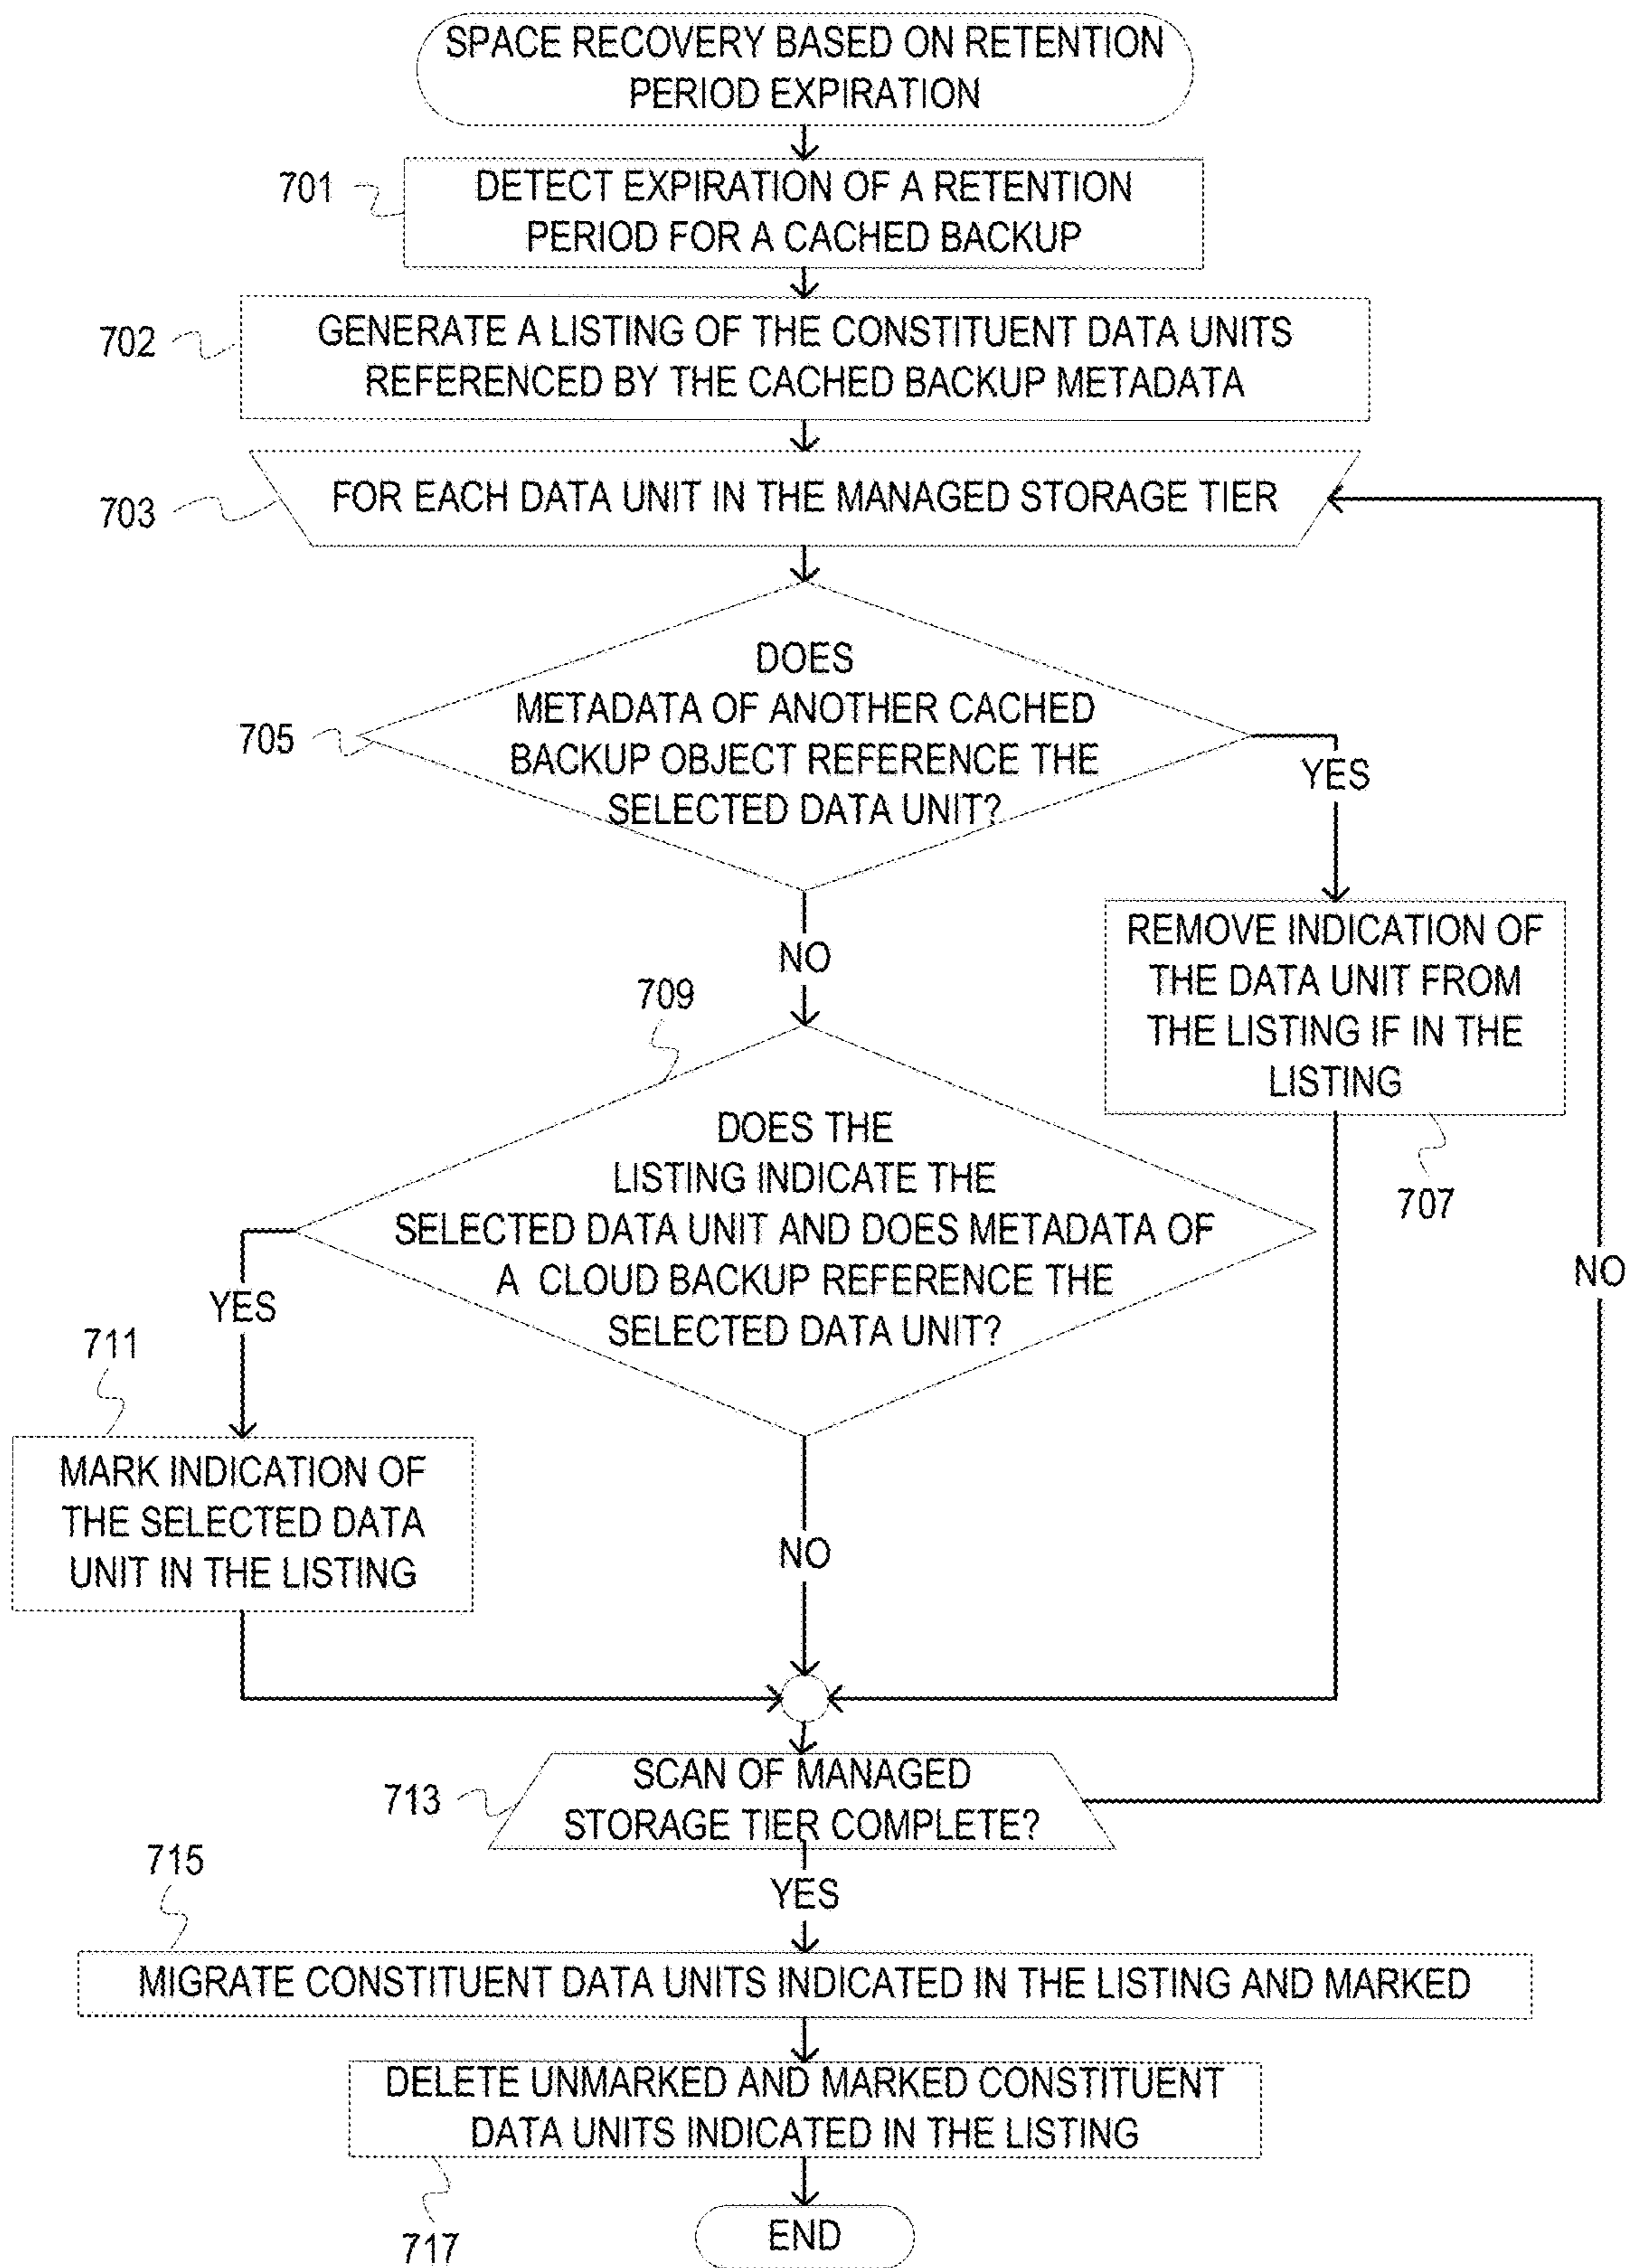 SPACE RECOVERY BASED ON RETENTION
PERIOD EXPIRATION
701
DETECT EXPIRATION OF A RETENTION
PERIOD FOR A CACHED BACKUP
702
GENERATE A LISTING OF THE CONSTITUENT DATA UNITS
REFERENCED BY THE CACHED BACKUP METADATA
703
FOR EACH DATA UNIT IN THE MANAGED STORAGE TIER
705
DOES
METADATA OF ANOTHER CACHED
BACKUP OBJECT REFERENCE THE
SELECTED DATA UNIT?
YES
NO
REMOVE INDICATION OF
THE DATA UNIT FROM
THE LISTING IF IN THE
LISTING
707
709
DOES THE
LISTING INDICATE THE
SELECTED DATA UNIT AND DOES METADATA OF
A CLOUD BACKUP REFERENCE THE
SELECTED DATA UNIT?
YES
NO
NO
711
MARK INDICATION OF
THE SELECTED DATA
UNIT IN THE LISTING
713
SCAN OF MANAGED
STORAGE TIER COMPLETE?
YES
715
MIGRATE CONSTITUENT DATA UNITS INDICATED IN THE LISTING AND MARKED
DELETE UNMARKED AND MARKED CONSTITUENT
DATA UNITS INDICATED IN THE LISTING
717
END